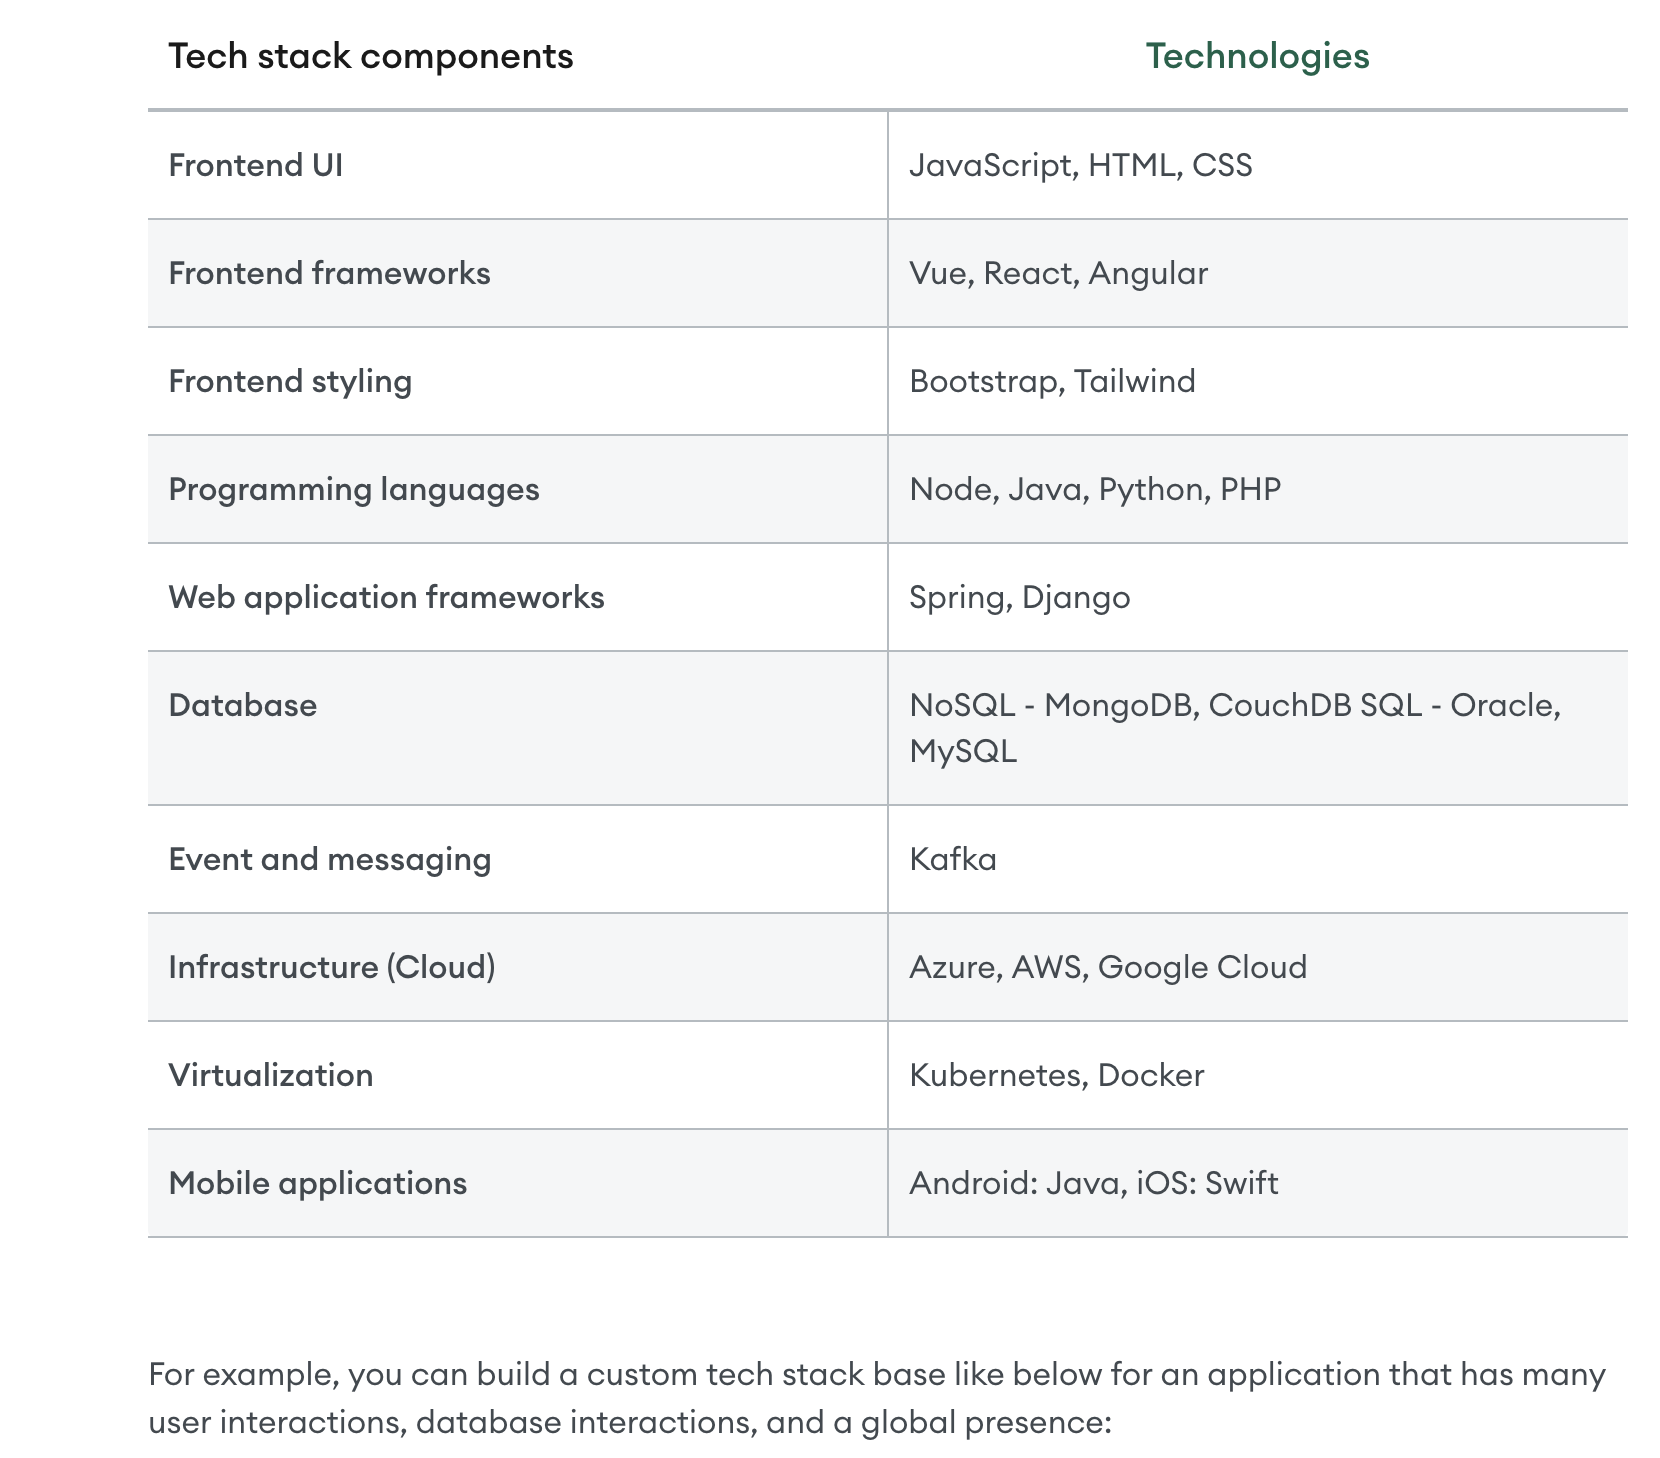 Tech stack components Technologies
Frontend UI JavaScript, HTML, CSS
Frontend frameworks Vue, React, Angular
Frontend styling Bootstrap, Tailwind
Programming languages Node, Java, Python, PHP
Web application frameworks Spring, Django
Database NoSQL - MongoDB, CouchDB SQL - Oracle,
MySQL
Event and messaging Kafka
Infrastructure (Cloud) Azure, AWS, Google Cloud
Virtualization Kubernetes, Docker
Mobile applications Android: Java, iOS: Swift
For example, you can build a custom tech stack base like below for an application that has many
user interactions, database interactions, and a global presence: